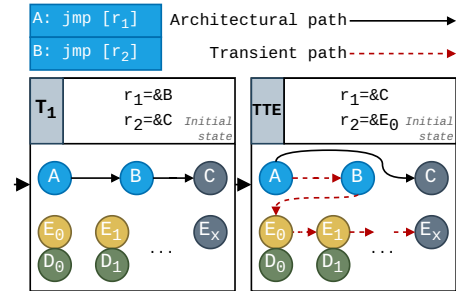 A: jmp [r₁]
B: jmp [r₂]
Architectural path
Transient path
T₁
r₁=&B
r₂=&C
Initial state
A
B
C
E₀
E₁
Eₓ
D₀
D₁
...
TTE
r₁=&C
r₂=&E₀
Initial state
A
B
C
E₀
E₁
Eₓ
D₀
D₁
...